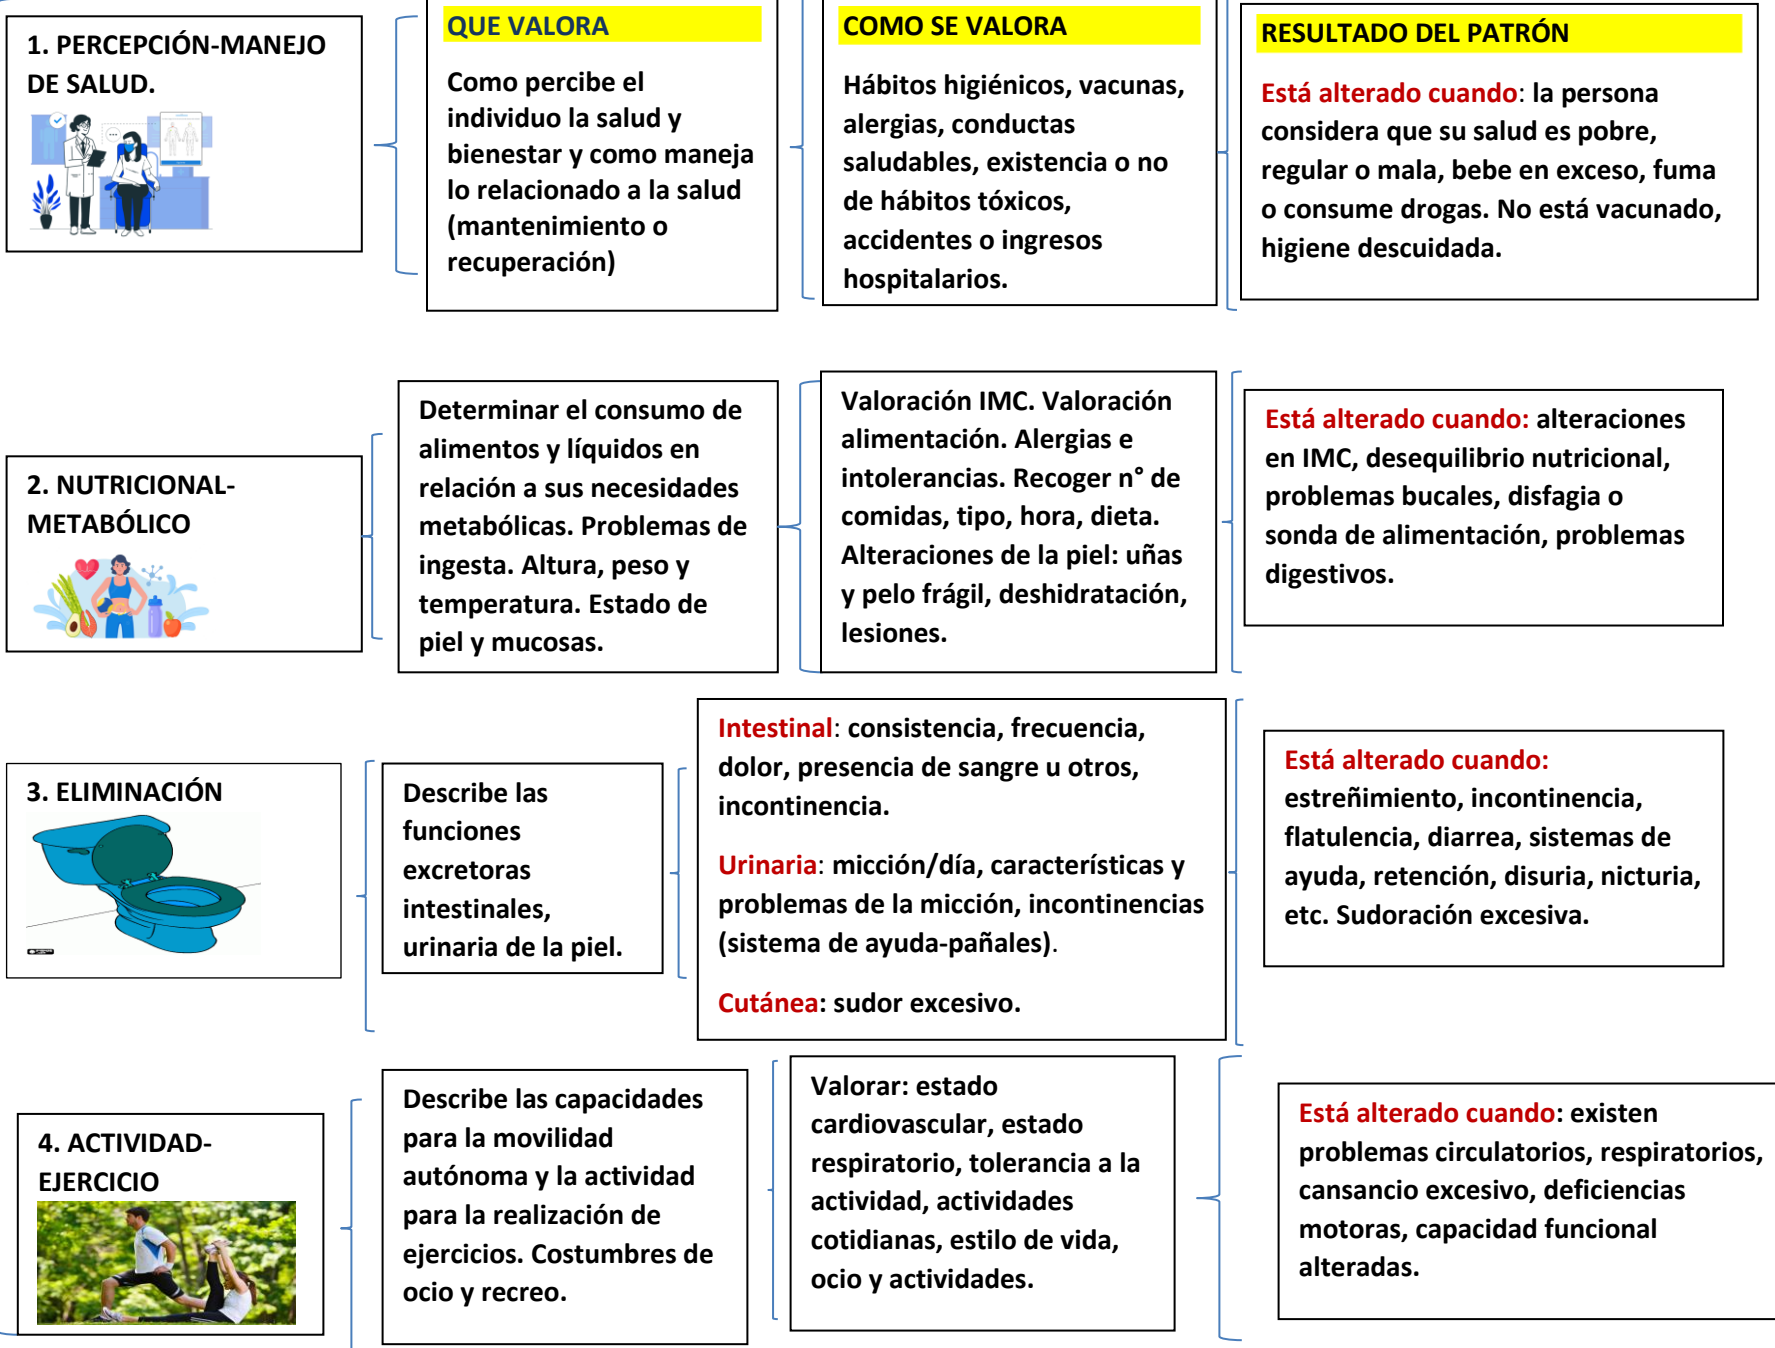 1. PERCEPCIÓN-MANEJO
DE SALUD.
QUE VALORA
Como percibe el
individuo la salud y
bienestar y como maneja
lo relacionado a la salud
(mantenimiento o
recuperación)
COMO SE VALORA
Hábitos higiénicos, vacunas,
alergias, conductas
saludables, existencia o no
de hábitos tóxicos,
accidentes o ingresos
hospitalarios.
RESULTADO DEL PATRÓN
Está alterado cuando: la persona
considera que su salud es pobre,
regular o mala, bebe en exceso, fuma
o consume drogas. No está vacunado,
higiene descuidada.
2. NUTRICIONAL-
METABÓLICO
Determinar el consumo de
alimentos y líquidos en
relación a sus necesidades
metabólicas. Problemas de
ingesta. Altura, peso y
temperatura. Estado de
piel y mucosas.
Valoración IMC. Valoración
alimentación. Alergias e
intolerancias. Recoger n° de
comidas, tipo, hora, dieta.
Alteraciones de la piel: uñas
y pelo frágil, deshidratación,
lesiones.
Está alterado cuando: alteraciones
en IMC, desequilibrio nutricional,
problemas bucales, disfagia o
sonda de alimentación, problemas
digestivos.
3. ELIMINACIÓN
Describe las
funciones
excretoras
intestinales,
urinaria de la piel.
Intestinal: consistencia, frecuencia,
dolor, presencia de sangre u otros,
incontinencia.
Urinaria: micción/día, características y
problemas de la micción, incontinencias
(sistema de ayuda-pañales).
Cutánea: sudor excesivo.
Está alterado cuando:
estreñimiento, incontinencia,
flatulencia, diarrea, sistemas de
ayuda, retención, disuria, nicturia,
etc. Sudoración excesiva.
4. ACTIVIDAD-
EJERCICIO
Describe las capacidades
para la movilidad
autónoma y la actividad
para la realización de
ejercicios. Costumbres de
ocio y recreo.
Valorar: estado
cardiovascular, estado
respiratorio, tolerancia a la
actividad, actividades
cotidianas, estilo de vida,
ocio y actividades.
Está alterado cuando: existen
problemas circulatorios, respiratorios,
cansancio excesivo, deficiencias
motoras, capacidad funcional
alteradas.